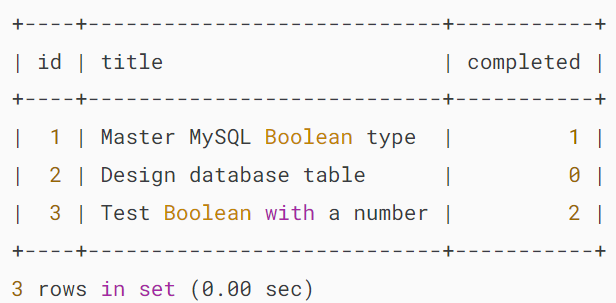 +----+----------------------------+-----------+
| id | title                      | completed |
+----+----------------------------+-----------+
|  1 | Master MySQL Boolean type  |         1 |
|  2 | Design database table      |         0 |
|  3 | Test Boolean with a number |         2 |
+----+----------------------------+-----------+
3 rows in set (0.00 sec)